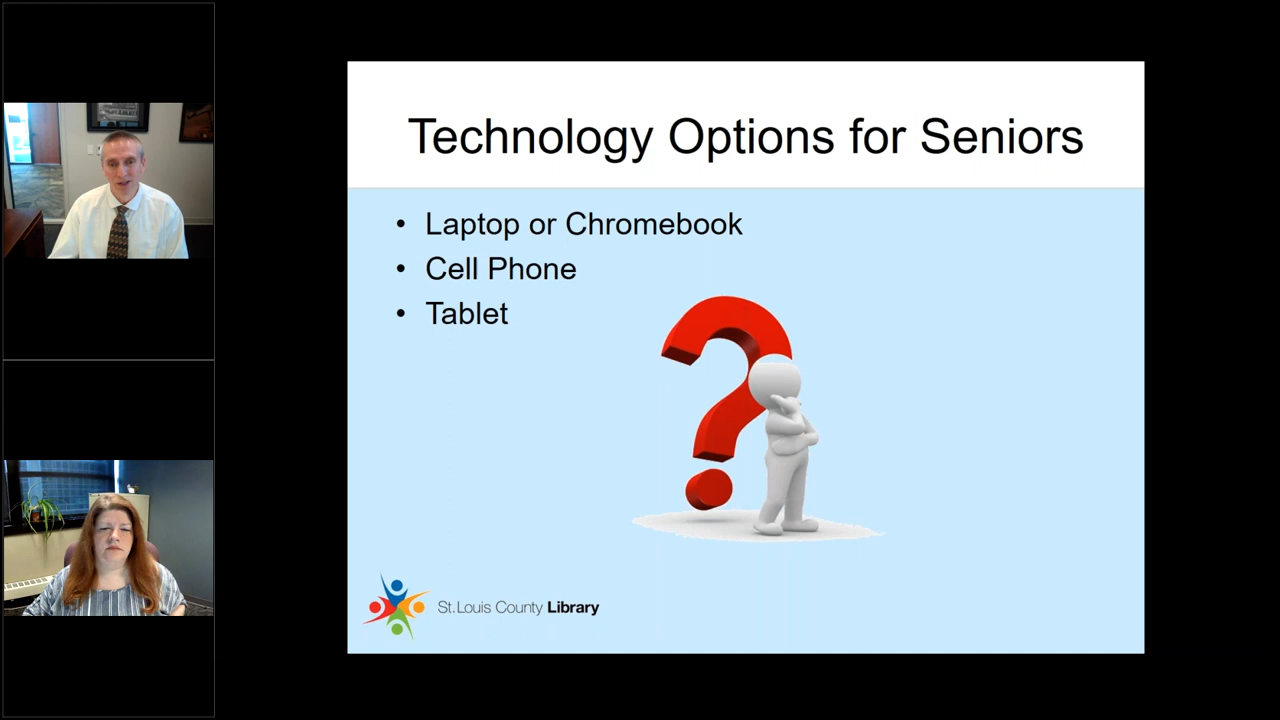 Technology Options for Seniors
• Laptop or Chromebook
• Cell Phone
• Tablet
St. Louis County Library